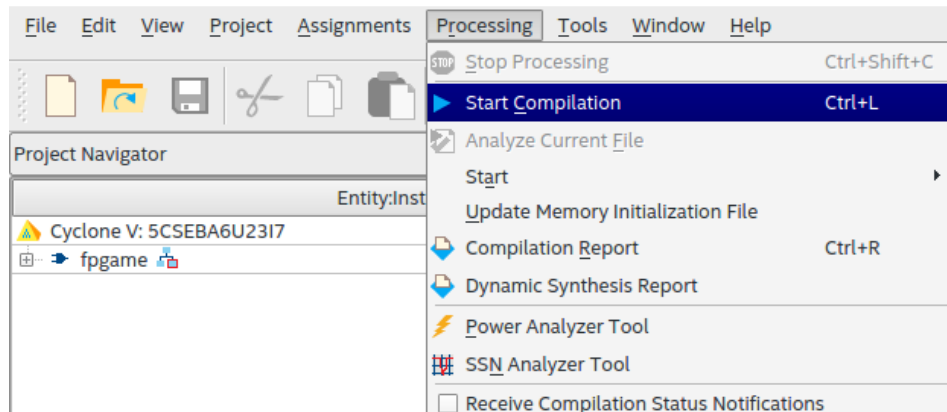 File Edit View Project Assignments Processing Tools Window Help
STOP Stop Processing Ctrl+Shift+C
Start Compilation Ctrl+L
Analyze Current File
Project Navigator
Start
Entity:Inst
Update Memory Initialization File
Cyclone V: 5CSEBA6U23I7
Compilation Report Ctrl+R
fpgame
Dynamic Synthesis Report
Power Analyzer Tool
SSN Analyzer Tool
Receive Compilation Status Notifications